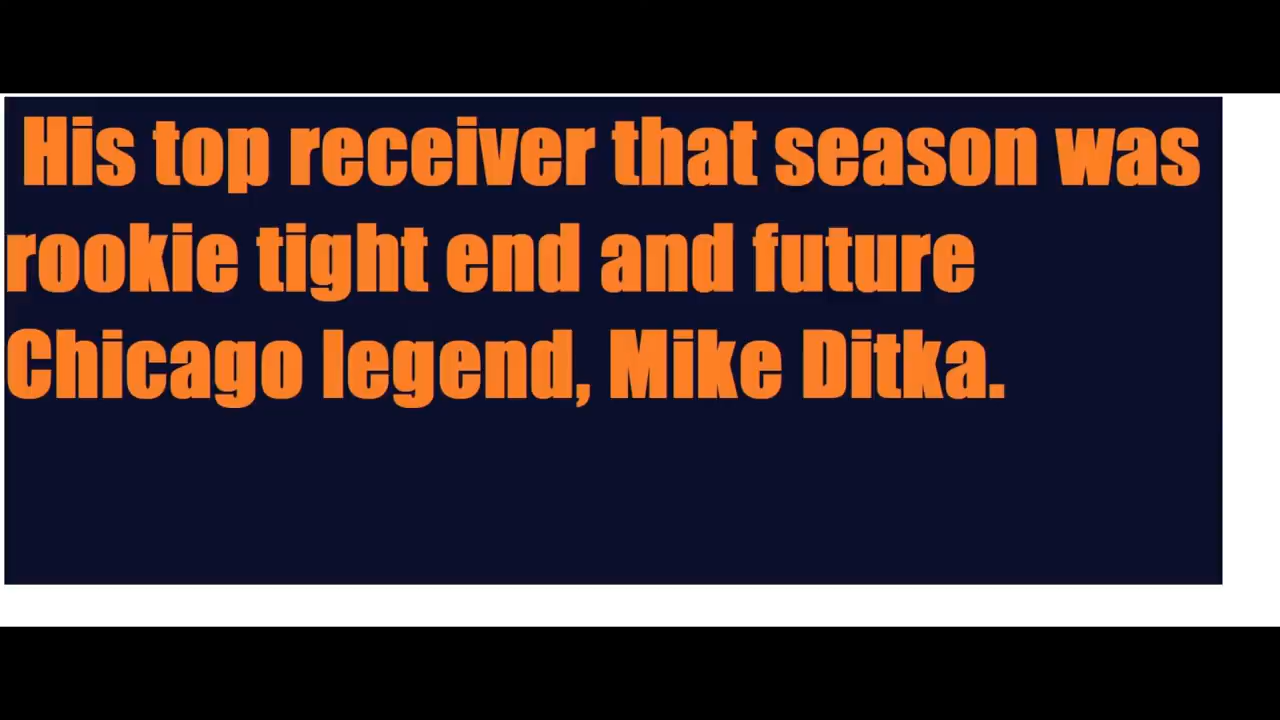 His top receiver that season was
rookie tight end and future
Chicago legend, Mike Ditka.